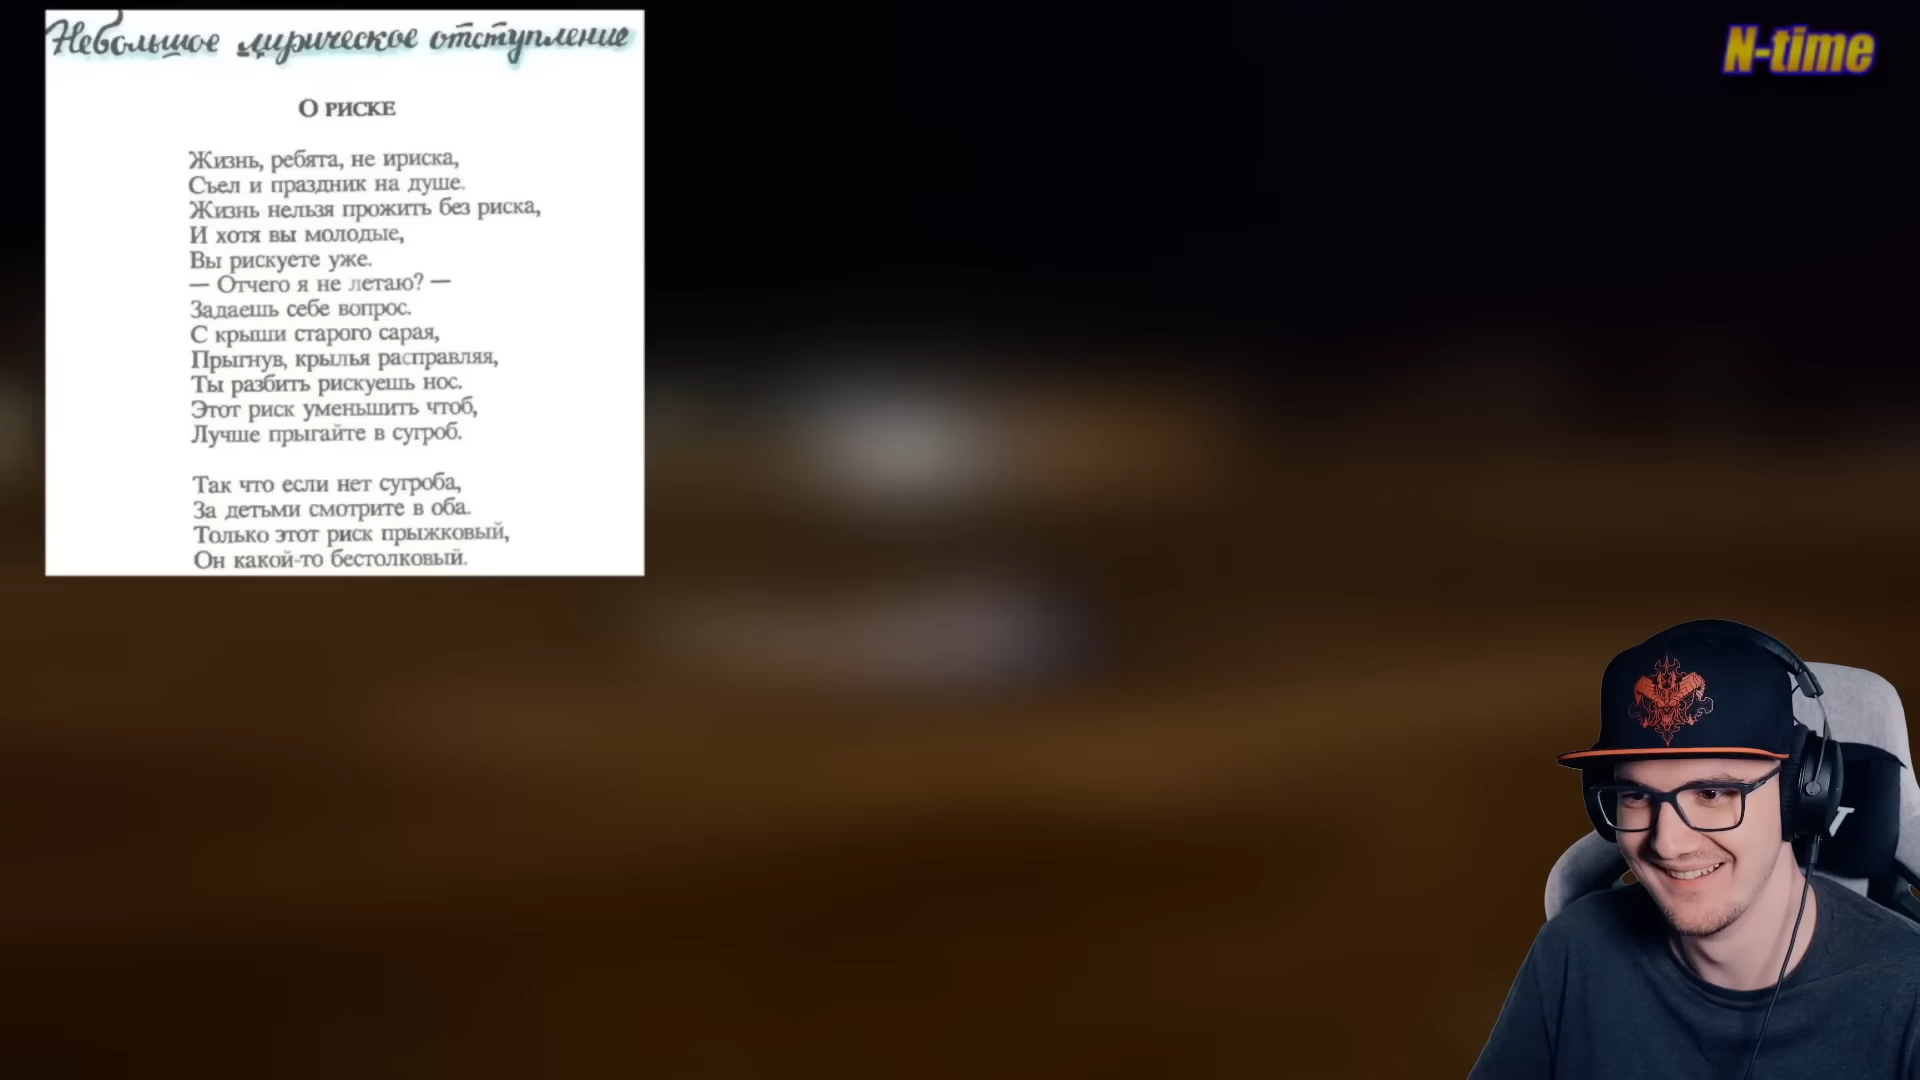 Небольшое лирическое отступление
N-time
О РИСКЕ
Жизнь, ребята, не ириска,
Съел и праздник на душе.
Жизнь нельзя прожить без риска,
И хотя вы молодые,
Вы рискуете уже.
— Отчего я не летаю? —
Задаешь себе вопрос.
С крыши старого сарая,
Прыгнув, крылья расправляя,
Ты разбить рискуешь нос.
Этот риск уменьшить чтоб,
Лучше прыгайте в сугроб.
Так что если нет сугроба,
За детьми смотрите в оба.
Только этот риск прыжковый,
Он какой-то бестолковый.